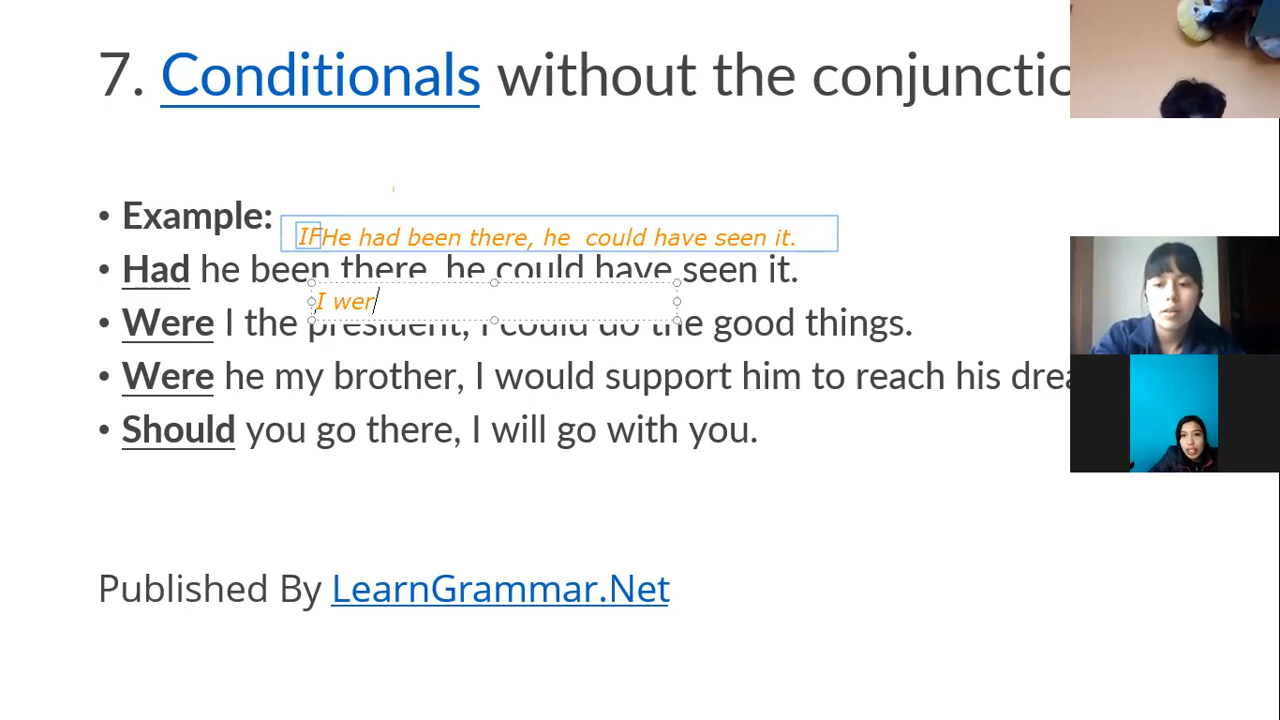 7. Conditionals without the conjunctio
• Example:
IFHe had been there, he could have seen it.
• Had he been there, he could have seen it.
I wer
• Were I the president, I could do the good things.
• Were he my brother, I would support him to reach his drea
• Should you go there, I will go with you.
Published By LearnGrammar.Net